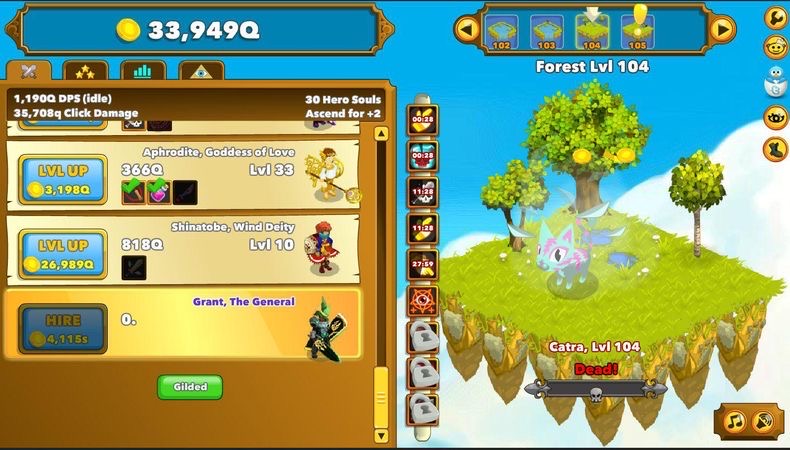 33,949Q
102
103
104
105
Forest Lvl 104
1,190Q DPS (idle)
35,708q Click Damage
30 Hero Souls
Ascend for +2
Aphrodite, Goddess of Love
LVL UP
3,198Q
366Q
Lvl 33
Shinatobe, Wind Deity
LVL UP
26,989Q
818Q
Lvl 10
Grant, The General
HIRE
4,115s
0.
Gilded
00:28
00:28
11:28
11:28
27:59
Catra, Lvl 104
Dead!